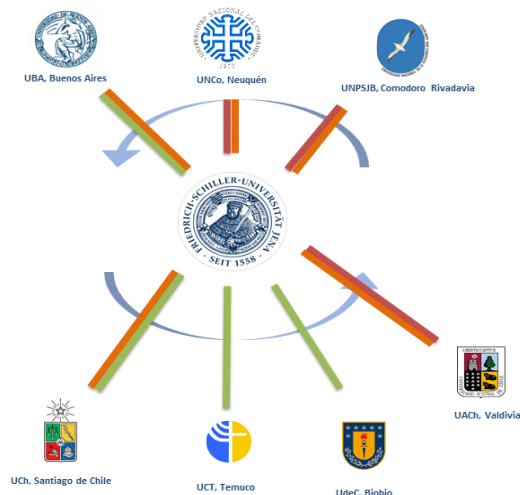 UBA, Buenos Aires
UNCo, Neuquén
UNPSJB, Comodoro Rivadavia
FRIEDRICH-SCHILLER-UNIVERSITÄT JENA
SEIT 1558
UACh, Valdivia
UCh, Santiago de Chile
UCT, Temuco
UdeC, Biobio